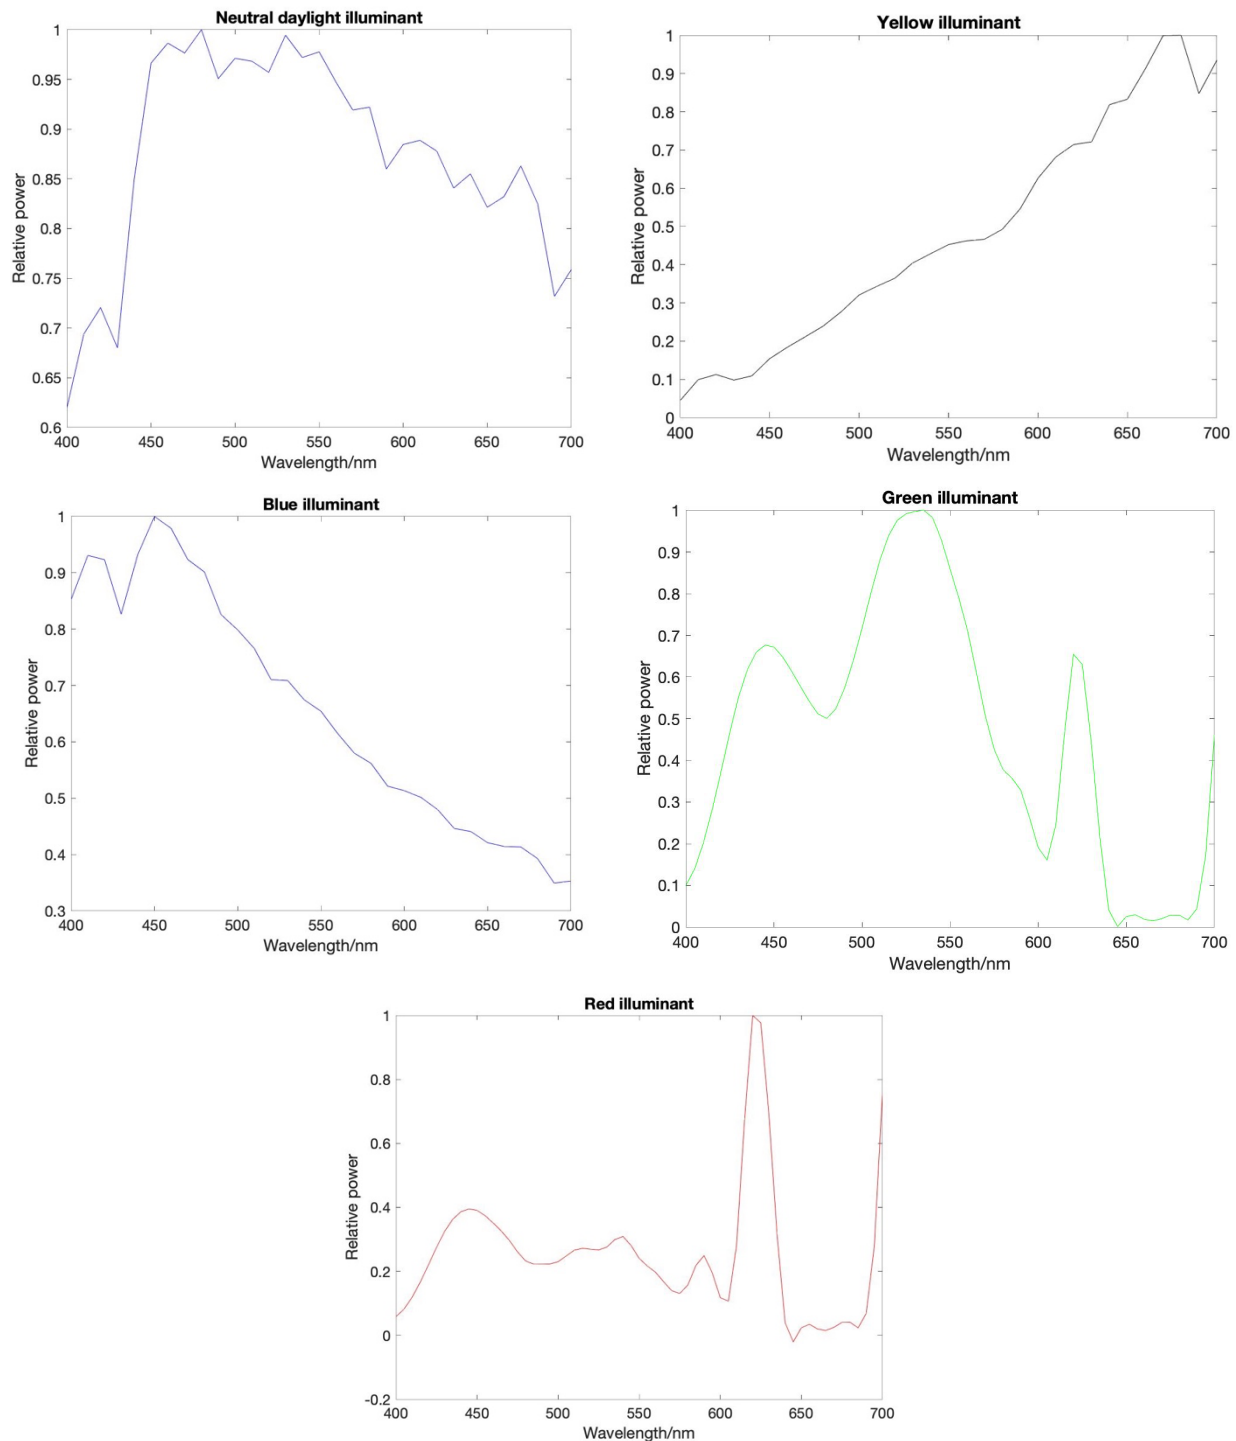 Neutral daylight illuminant
1
0.95
0.9
0.85
0.8
0.75
0.7
0.65
0.6
Relative power
400 450 500 550 600 650 700
Wavelength/nm
Yellow illuminant
1
0.9
0.8
0.7
0.6
0.5
0.4
0.3
0.2
0.1
0
Relative power
400 450 500 550 600 650 700
Wavelength/nm
Blue illuminant
1
0.9
0.8
0.7
0.6
0.5
0.4
0.3
Relative power
400 450 500 550 600 650 700
Wavelength/nm
Green illuminant
1
0.9
0.8
0.7
0.6
0.5
0.4
0.3
0.2
0.1
0
Relative power
400 450 500 550 600 650 700
Wavelength/nm
Red illuminant
1
0.8
0.6
0.4
0.2
0
-0.2
Relative power
400 450 500 550 600 650 700
Wavelength/nm